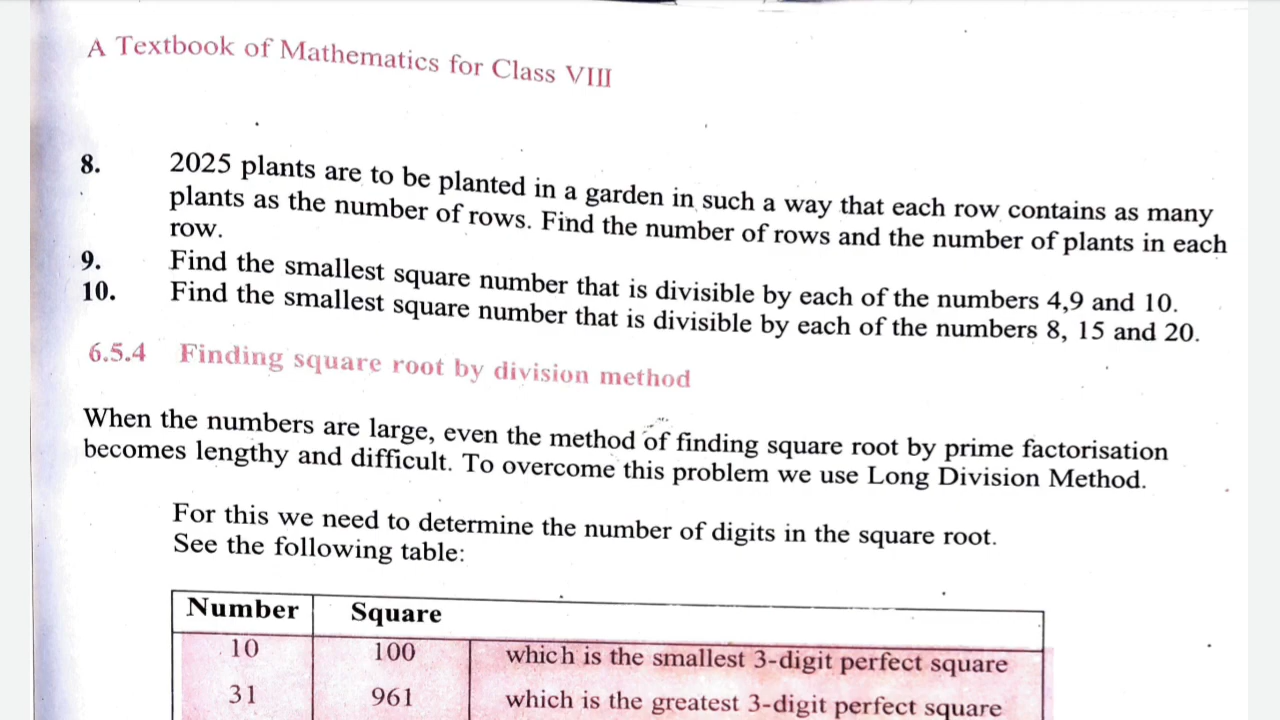 A Textbook of Mathematics for Class VIII
8. 2025 plants are to be planted in a garden in such a way that each row contains as many
plants as the number of rows. Find the number of rows and the number of plants in each
row.
9. Find the smallest square number that is divisible by each of the numbers 4,9 and 10.
10. Find the smallest square number that is divisible by each of the numbers 8, 15 and 20.
6.5.4 Finding square root by division method
When the numbers are large, even the method of finding square root by prime factorisation
becomes lengthy and difficult. To overcome this problem we use Long Division Method.
For this we need to determine the number of digits in the square root.
See the following table:
Number Square
10 100 which is the smallest 3-digit perfect square
31 961 which is the greatest 3-digit perfect square